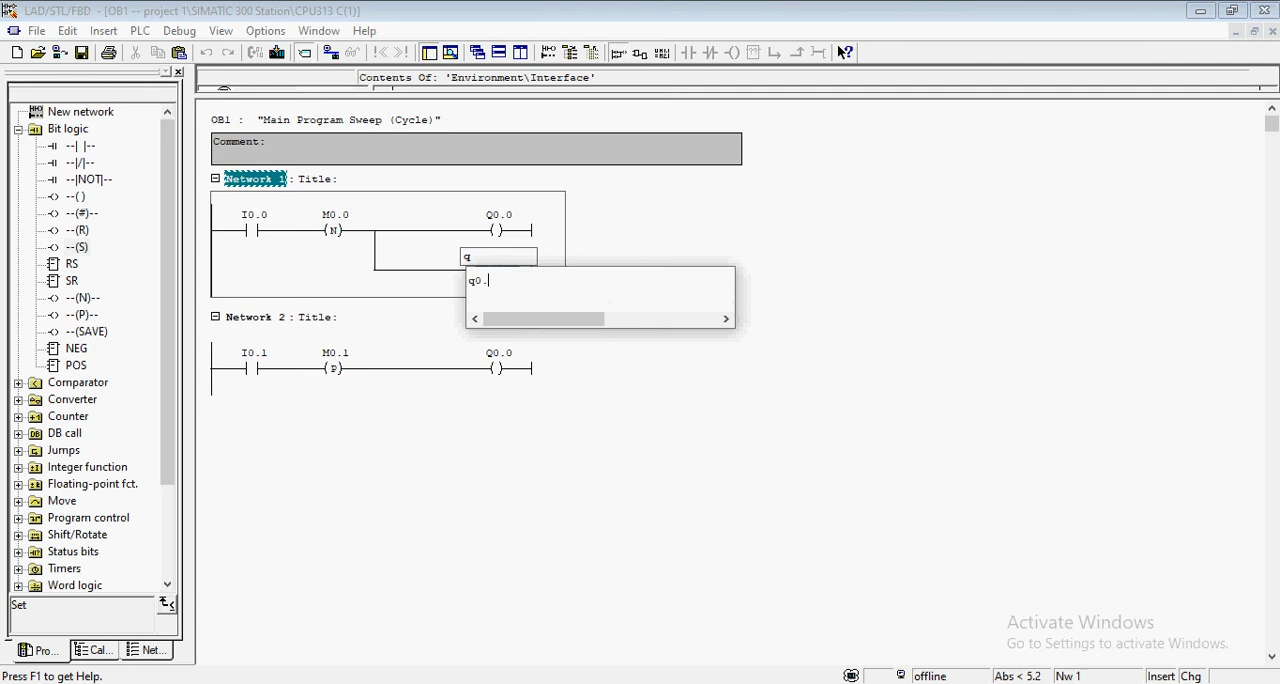 LAD/STL/FBD - [OB1 -- project 1\SIMATIC 300 Station\CPU313 C(1)]
File Edit Insert PLC Debug View Options Window Help
Contents Of: 'Environment\Interface'
New network
Bit logic
--| |--
--|/|--
--|NOT|--
--( )
--(#)--
--(R)
--(S)
RS
SR
--(N)--
--(P)--
--(SAVE)
NEG
POS
Comparator
Converter
Counter
DB call
Jumps
Integer function
Floating-point fct.
Move
Program control
Shift/Rotate
Status bits
Timers
Word logic
Set
Pro... Cal... Net...
OB1 : "Main Program Sweep (Cycle)"
Comment:
Network 1: Title:
I0.0 M0.0 Q0.0
(N) ( )
q
q0.
Network 2 : Title:
I0.1 M0.1 Q0.0
(P) ( )
Activate Windows
Go to Settings to activate Windows.
Press F1 to get Help. offline Abs < 5.2 Nw 1 Insert Chg